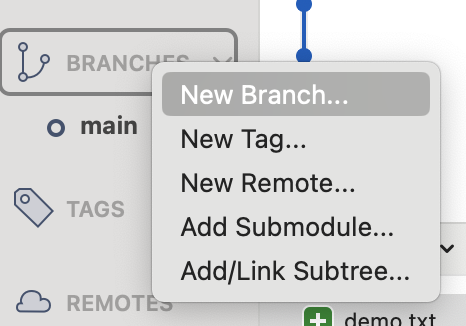 BRANCHES
New Branch...
main
New Tag...
New Remote...
TAGS
Add Submodule...
Add/Link Subtree...
REMOTES
demo.txt